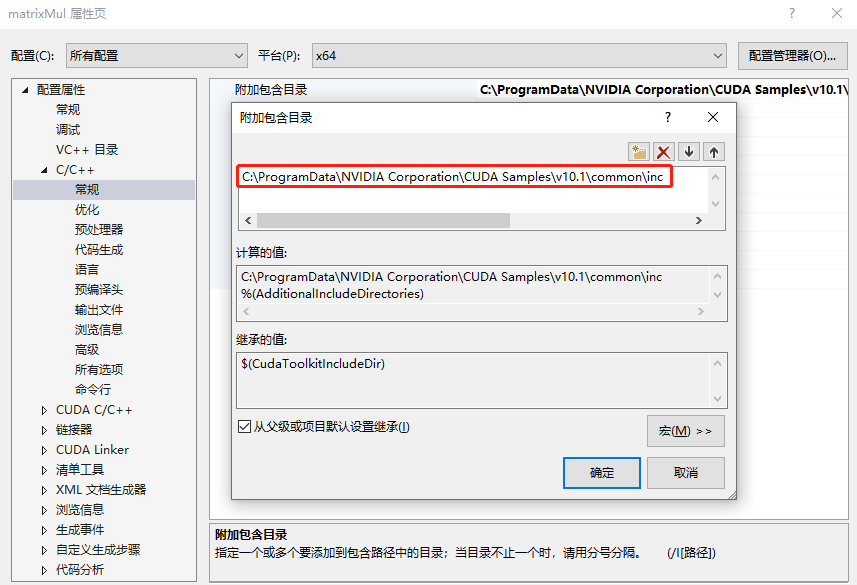 matrixMul 属性页
配置(C): 所有配置 平台(P): x64 配置管理器(O)...
配置属性
常规
调试
VC++ 目录
C/C++
常规
优化
预处理器
代码生成
语言
预编译头
输出文件
浏览信息
高级
所有选项
命令行
CUDA C/C++
链接器
CUDA Linker
清单工具
XML 文档生成器
浏览信息
生成事件
自定义生成步骤
代码分析
附加包含目录 C:\ProgramData\NVIDIA Corporation\CUDA Samples\v10.1\
附加包含目录
C:\ProgramData\NVIDIA Corporation\CUDA Samples\v10.1\common\inc
计算的值:
C:\ProgramData\NVIDIA Corporation\CUDA Samples\v10.1\common\inc
%(AdditionalIncludeDirectories)
继承的值:
$(CudaToolkitIncludeDir)
从父级或项目默认设置继承(I)
宏(M) >>
确定 取消
附加包含目录
指定一个或多个要添加到包含路径中的目录；当目录不止一个时，请用分号分隔。 (/I[路径])